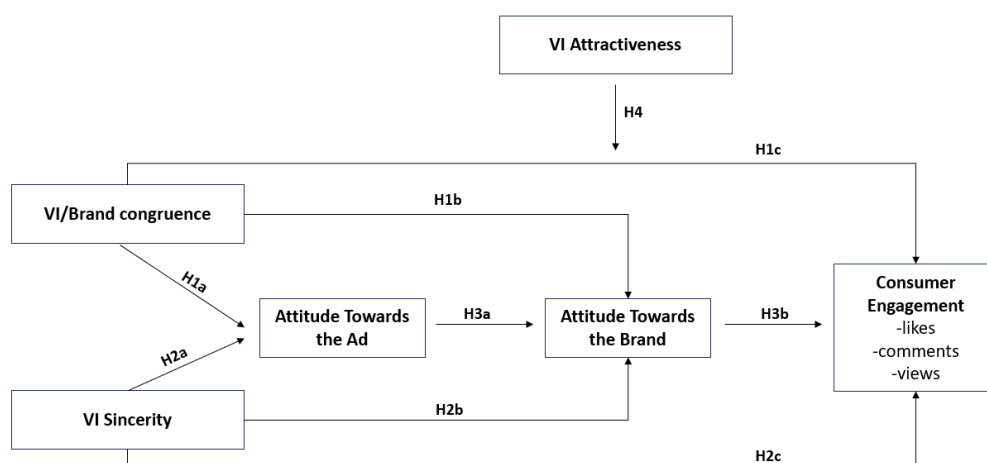 VI Attractiveness
H4
H1c
VI/Brand congruence
H1b
H1a
Consumer
Engagement
-likes
-comments
-views
Attitude Towards
the Ad
H3a
Attitude Towards
the Brand
H3b
H2a
VI Sincerity
H2b
H2c